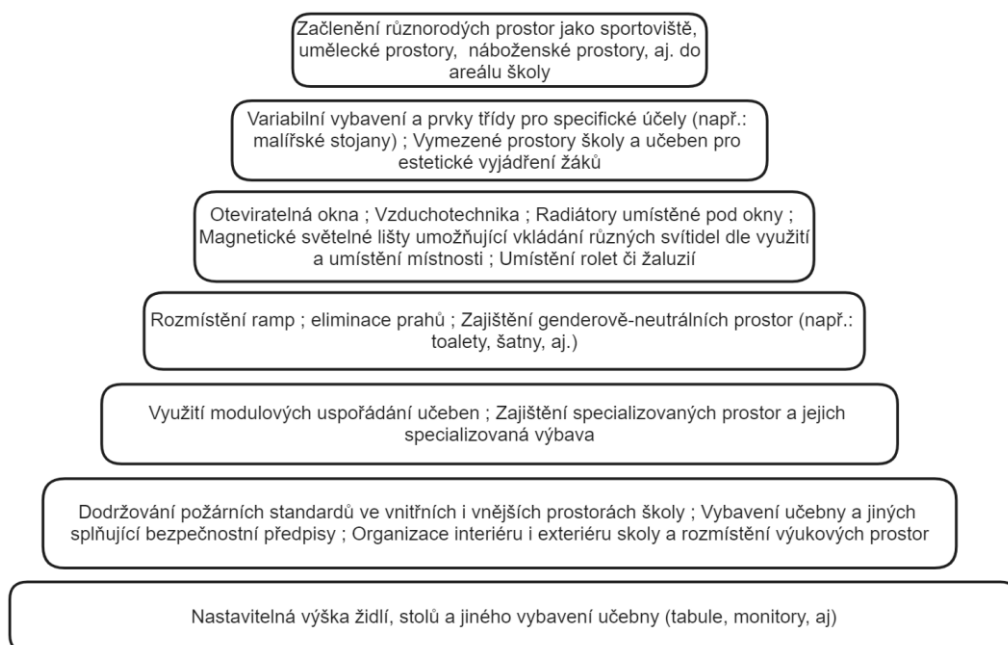 Začlenění různorodých prostor jako sportoviště,
umělecké prostory, náboženské prostory, aj. do
areálu školy
Variabilní vybavení a prvky třídy pro specifické účely (např.:
malířské stojany) ; Vymezené prostory školy a učeben pro
estetické vyjádření žáků
Oteviratelná okna ; Vzduchotechnika ; Radiátory umístěné pod okny ;
Magnetické světelné lišty umožňující vkládání různých svítidel dle využití
a umístění místnosti ; Umístění rolet či žaluzií
Rozmístění ramp ; eliminace prahů ; Zajištění genderově-neutrálních prostor (např.:
toalety, šatny, aj.)
Využití modulových uspořádání učeben ; Zajištění specializovaných prostor a jejich
specializovaná výbava
Dodržování požárních standardů ve vnitřních i vnějších prostorách školy ; Vybavení učebny a jiných
splňující bezpečnostní předpisy ; Organizace interiéru i exteriéru skoly a rozmístění výukových prostor
Nastavitelná výška židlí, stolů a jiného vybavení učebny (tabule, monitory, aj)